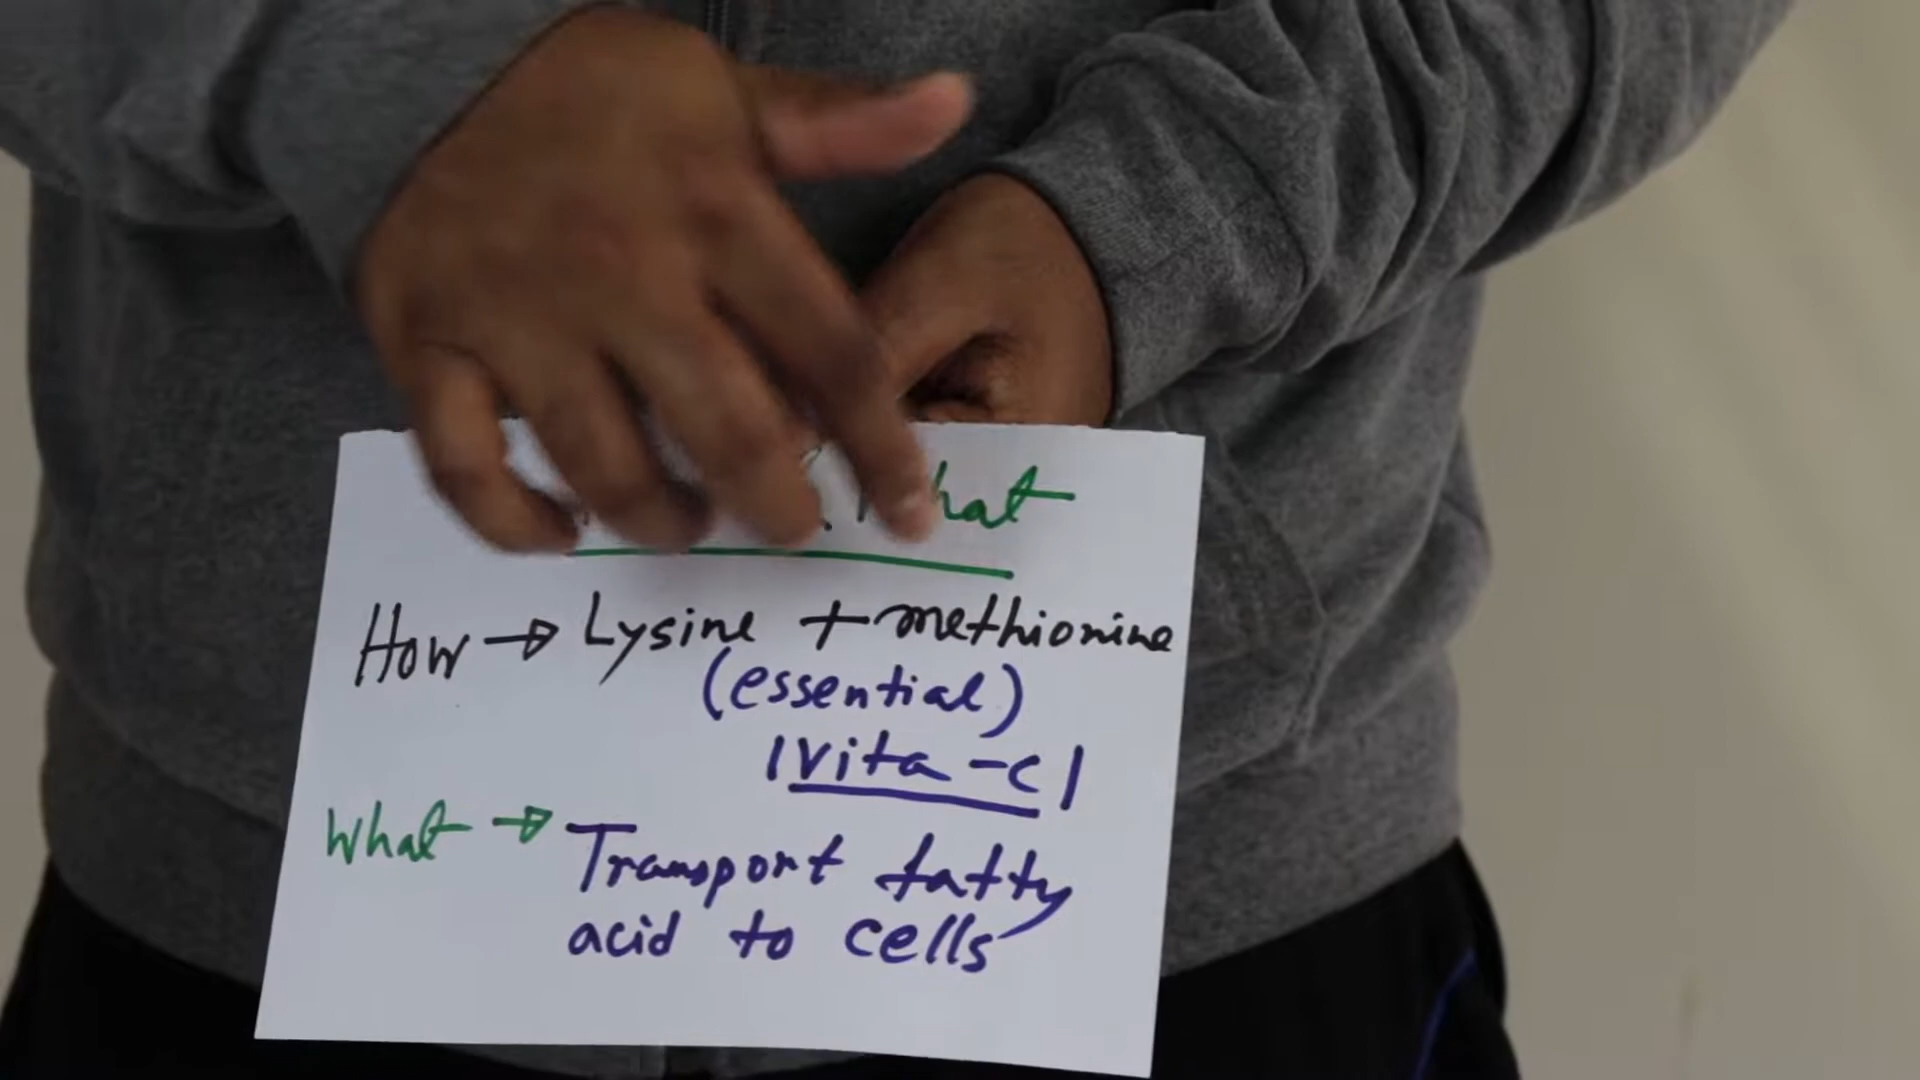 What
How → Lysine + methionine
(essential)
|Vita-c|
What → Transport fatty
acid to cells